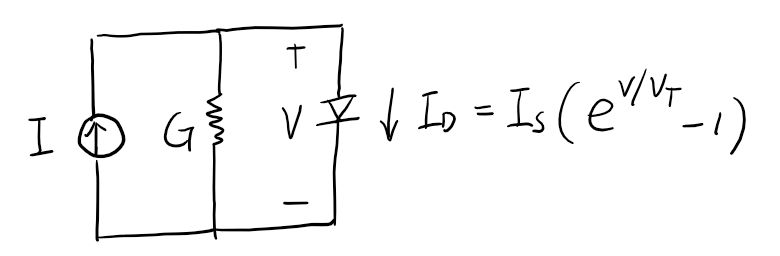 +
I G V I_D = I_S(e^{V/V_T} - 1)
-